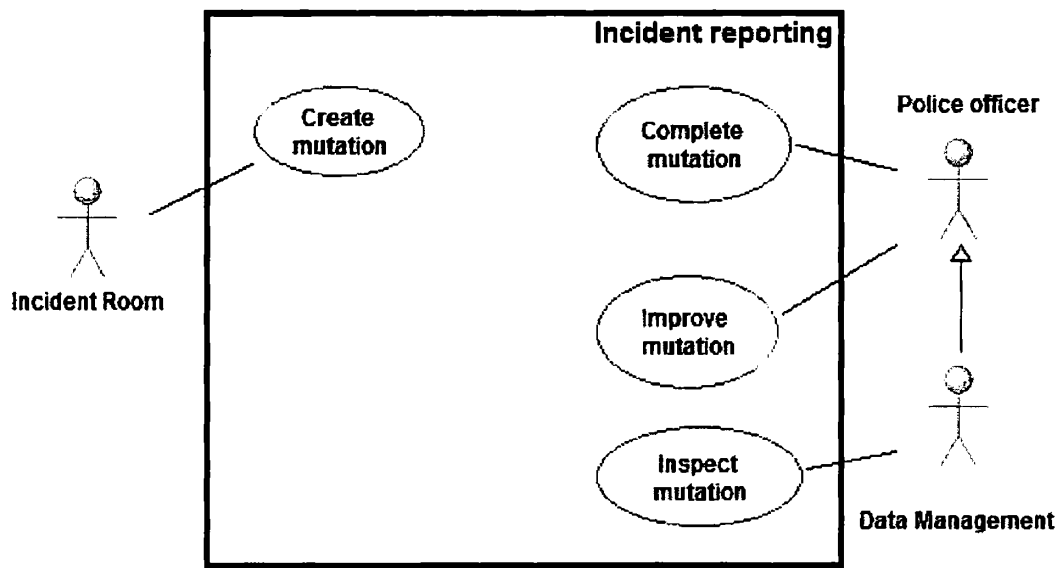 Incident reporting
Create
mutation
Complete
mutation
Police officer
Incident Room
Improve
mutation
Inspect
mutation
Data Management